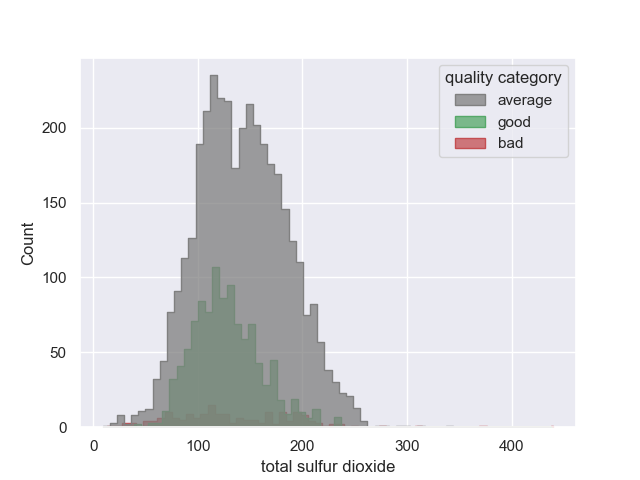 quality category
average
good
bad
200
150
100
50
0
Count
0 100 200 300 400
total sulfur dioxide